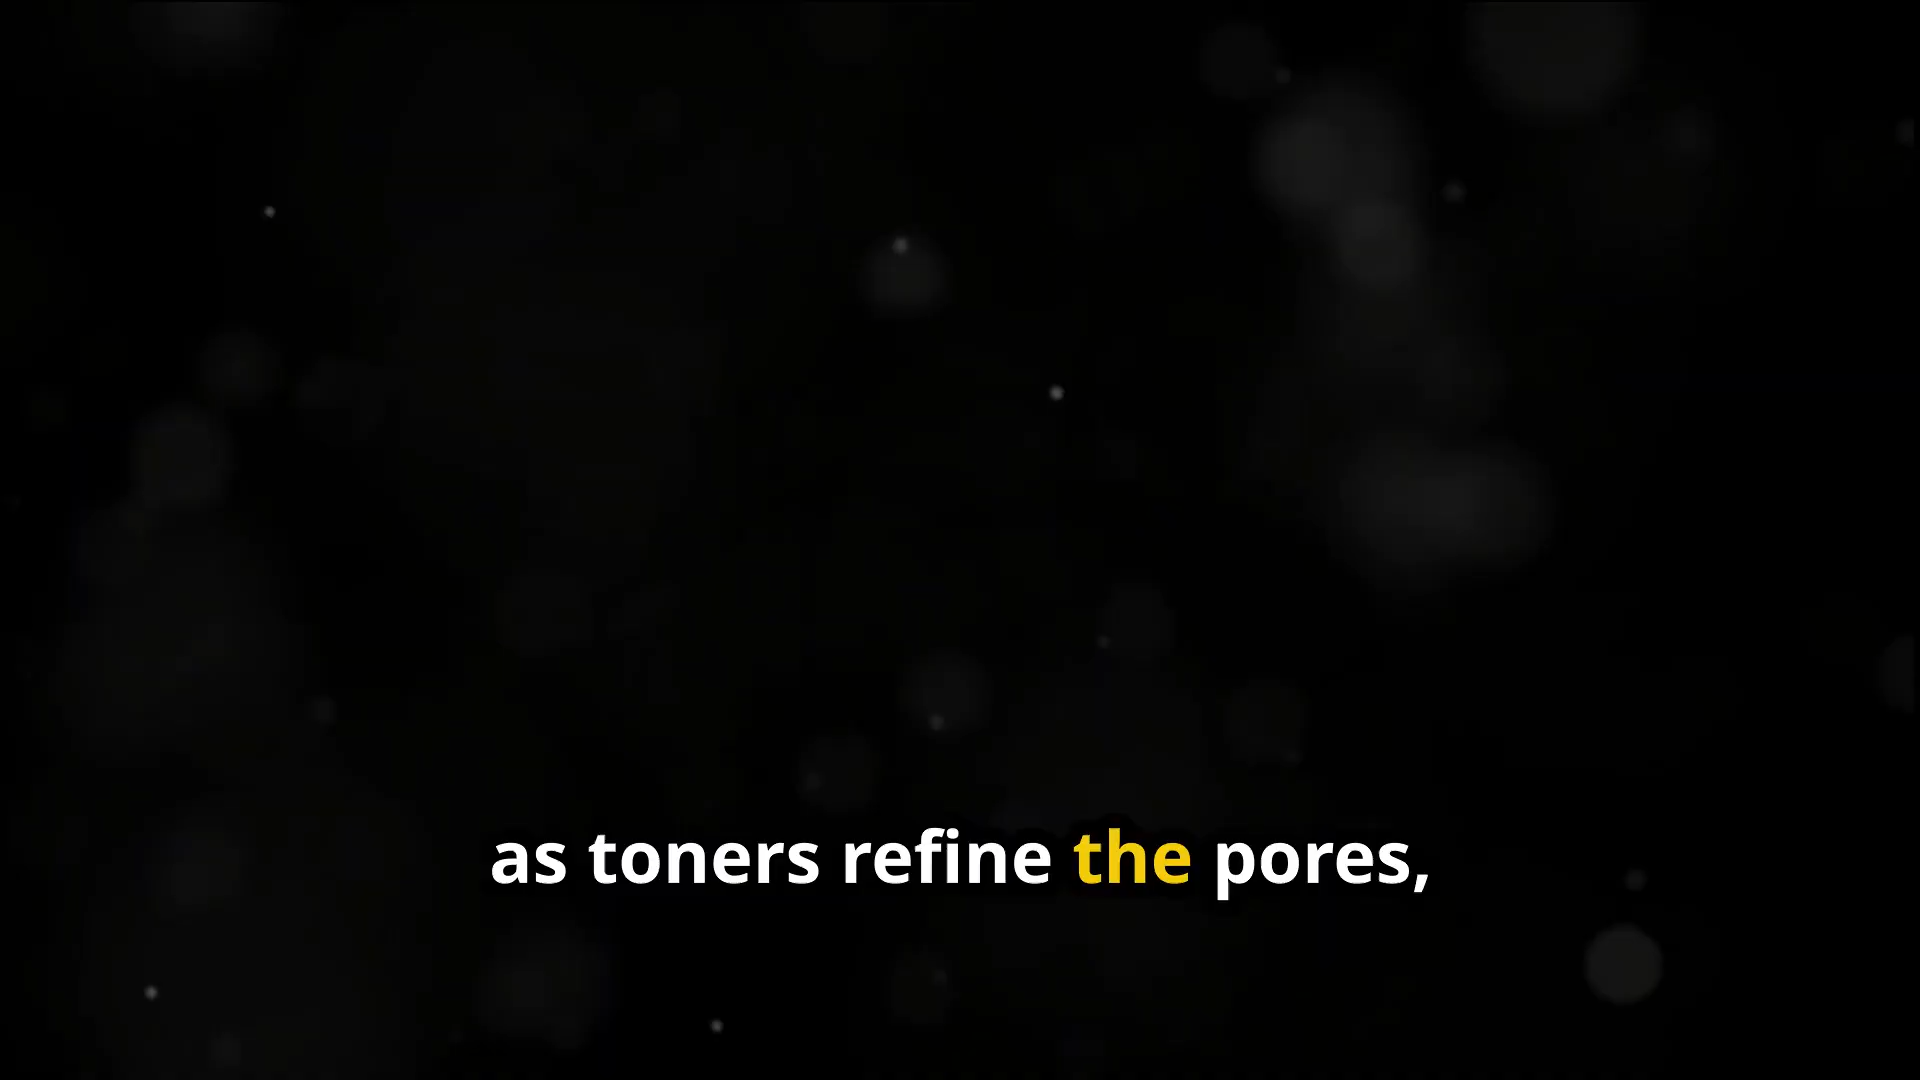 as toners refine the pores,